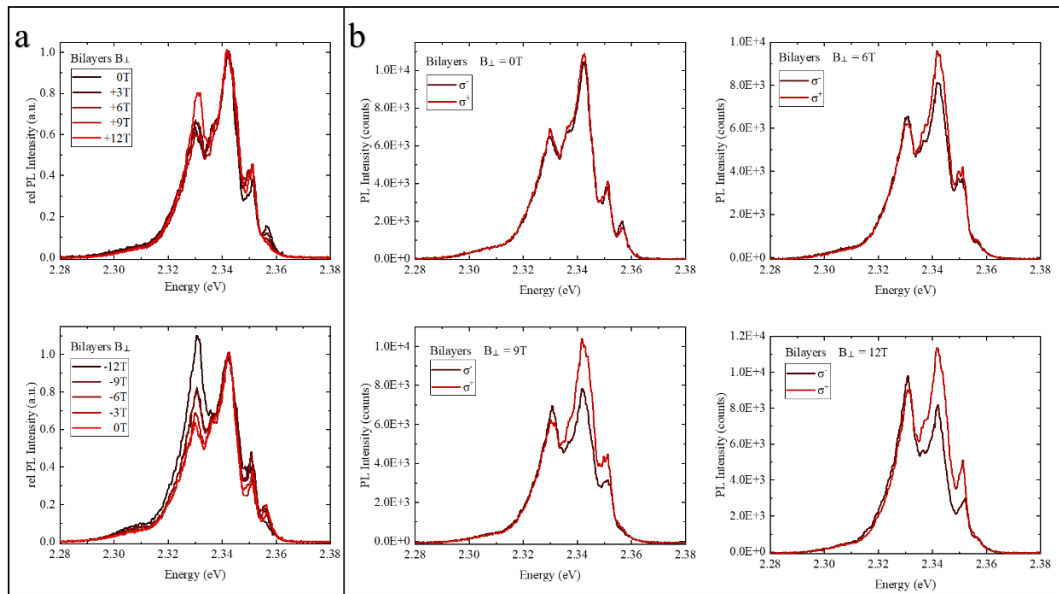 a
Bilayers B⊥
0T
+3T
+6T
+9T
+12T
rel PL Intensity (a.u.)
1.0
0.8
0.6
0.4
0.2
0.0
2.28 2.30 2.32 2.34 2.36 2.38
Energy (eV)
Bilayers B⊥
-12T
-9T
-6T
-3T
0T
rel PL Intensity (a.u.)
1.0
0.8
0.6
0.4
0.2
0.0
2.28 2.30 2.32 2.34 2.36 2.38
Energy (eV)
b
Bilayers B⊥ = 0T
σ-
σ+
PL Intensity (counts)
1.0E+4
8.0E+3
6.0E+3
4.0E+3
2.0E+3
0.0E+0
2.28 2.30 2.32 2.34 2.36 2.38
Energy (eV)
Bilayers B⊥ = 6T
σ-
σ+
PL Intensity (counts)
1.0E+4
8.0E+3
6.0E+3
4.0E+3
2.0E+3
0.0E+0
2.28 2.30 2.32 2.34 2.36 2.38
Energy (eV)
Bilayers B⊥ = 9T
σ-
σ+
PL Intensity (counts)
1.0E+4
8.0E+3
6.0E+3
4.0E+3
2.0E+3
0.0E+0
2.28 2.30 2.32 2.34 2.36 2.38
Energy (eV)
Bilayers B⊥ = 12T
σ-
σ+
PL Intensity (counts)
1.2E+4
1.0E+4
8.0E+3
6.0E+3
4.0E+3
2.0E+3
0.0E+0
2.28 2.30 2.32 2.34 2.36 2.38
Energy (eV)